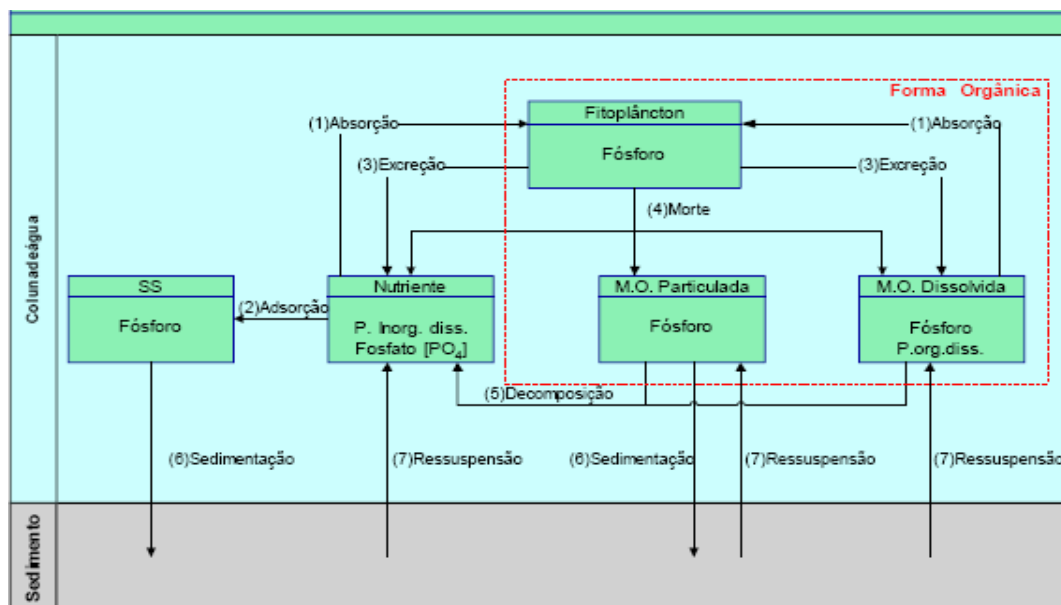 Forma Orgânica
Fitoplâncton
(1)Absorção
(1)Absorção
Fósforo
(3)Excreção
(3)Excreção
(4)Morte
Colunadeágua
SS
Nutriente
M.O. Particulada
M.O. Dissolvida
Fósforo
(2)Adsorção
P. Inorg. diss.
Fosfato [PO4]
Fósforo
Fósforo
P.org.diss.
(5)Decomposição
(6)Sedimentação
(7)Ressuspensão
(6)Sedimentação
(7)Ressuspensão
(7)Ressuspensão
Sedimento